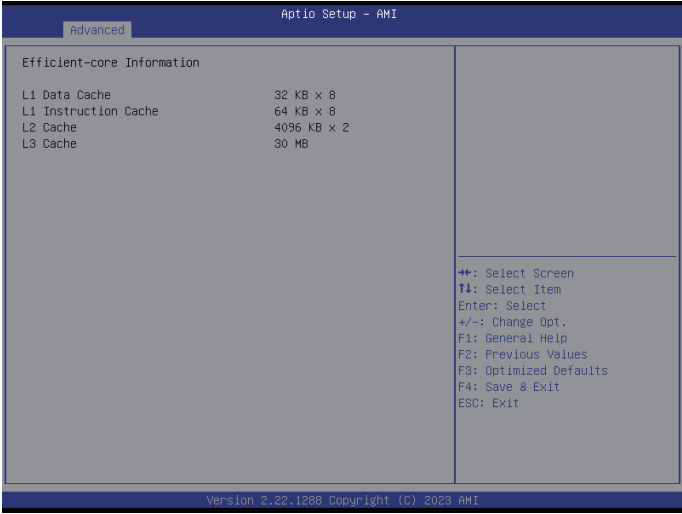 Aptio Setup – AMI
Advanced
Efficient-core Information
L1 Data Cache 32 KB x 8
L1 Instruction Cache 64 KB x 8
L2 Cache 4096 KB x 2
L3 Cache 30 MB
→←: Select Screen
↑↓: Select Item
Enter: Select
+/-: Change Opt.
F1: General Help
F2: Previous Values
F3: Optimized Defaults
F4: Save & Exit
ESC: Exit
Version 2.22.1288 Copyright (C) 2023 AMI